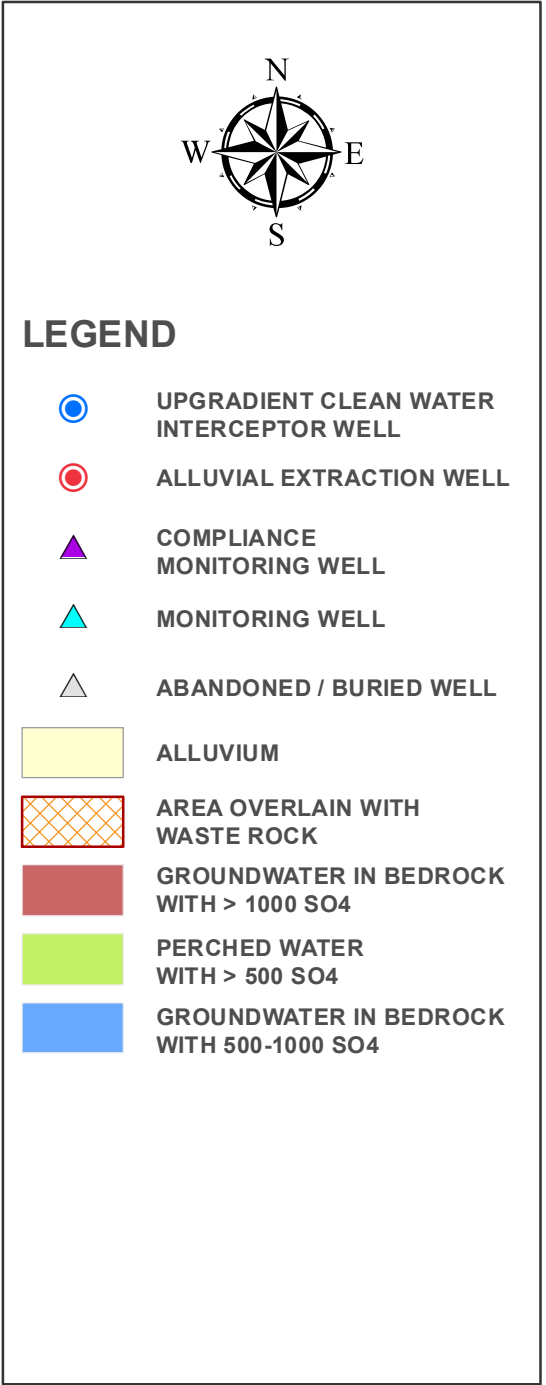 N
W
E
S
LEGEND
UPGRADIENT CLEAN WATER
INTERCEPTOR WELL
ALLUVIAL EXTRACTION WELL
COMPLIANCE
MONITORING WELL
MONITORING WELL
ABANDONED / BURIED WELL
ALLUVIUM
AREA OVERLAIN WITH
WASTE ROCK
GROUNDWATER IN BEDROCK
WITH > 1000 SO4
PERCHED WATER
WITH > 500 SO4
GROUNDWATER IN BEDROCK
WITH 500-1000 SO4